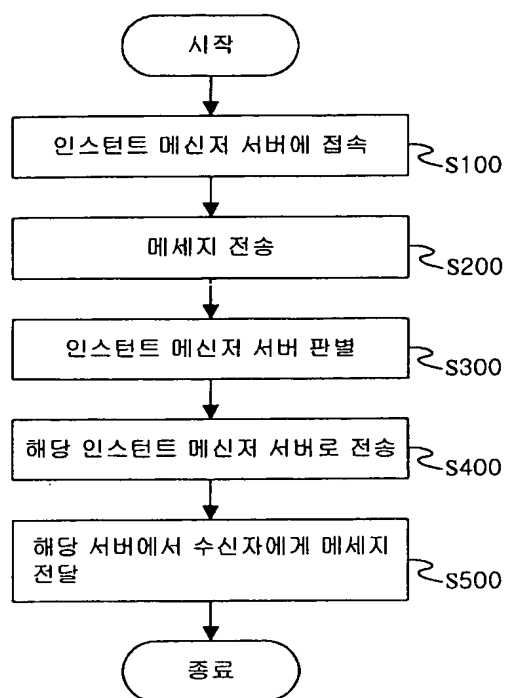 시작
인스턴트 메신저 서버에 접속
S100
메세지 전송
S200
인스턴트 메신저 서버 판별
S300
해당 인스턴트 메신저 서버로 전송
S400
해당 서버에서 수신자에게 메세지
전달
S500
종료